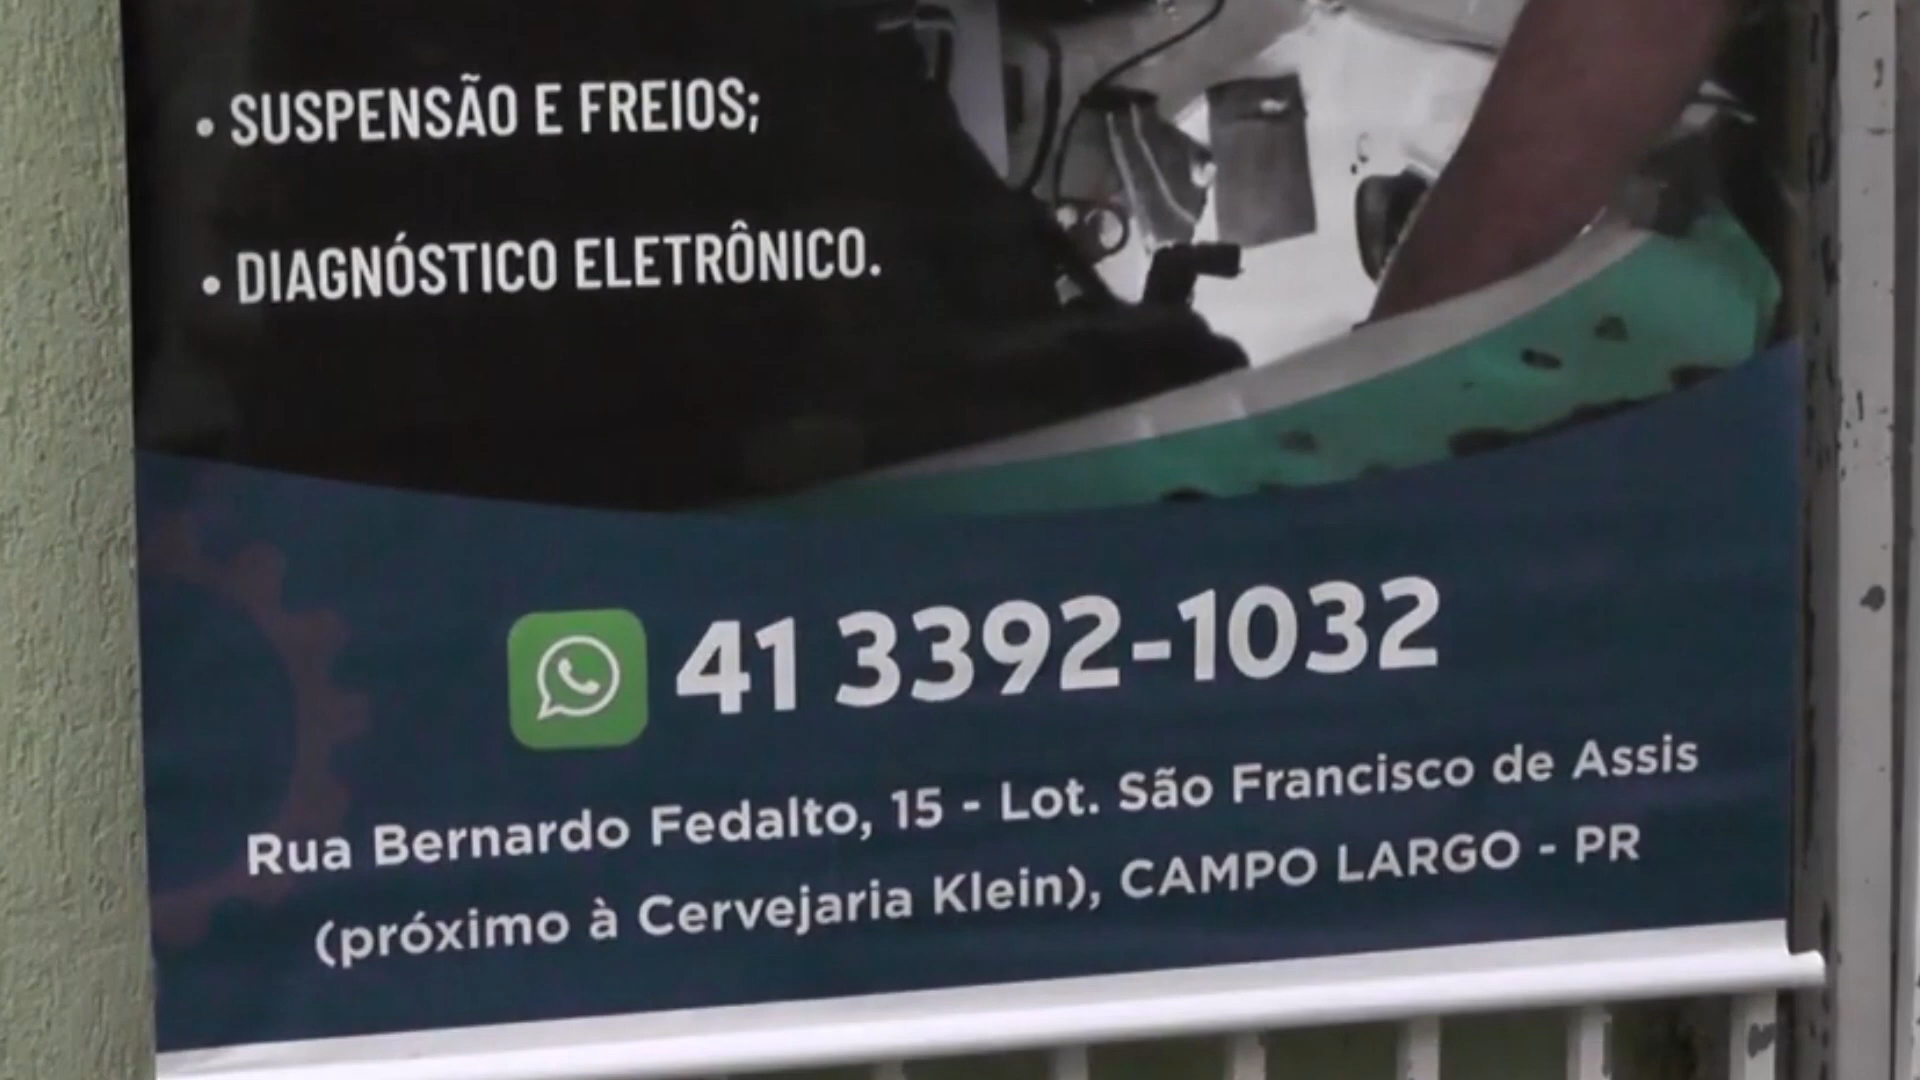 • SUSPENSÃO E FREIOS;
• DIAGNÓSTICO ELETRÔNICO.
41 3392-1032
Rua Bernardo Fedalto, 15 - Lot. São Francisco de Assis
(próximo à Cervejaria Klein), CAMPO LARGO - PR